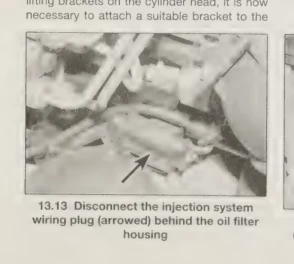 lifting brackets on the cylinder head, it is now
necessary to attach a suitable bracket to the
13.13 Disconnect the injection system
wiring plug (arrowed) behind the oil filter
housing